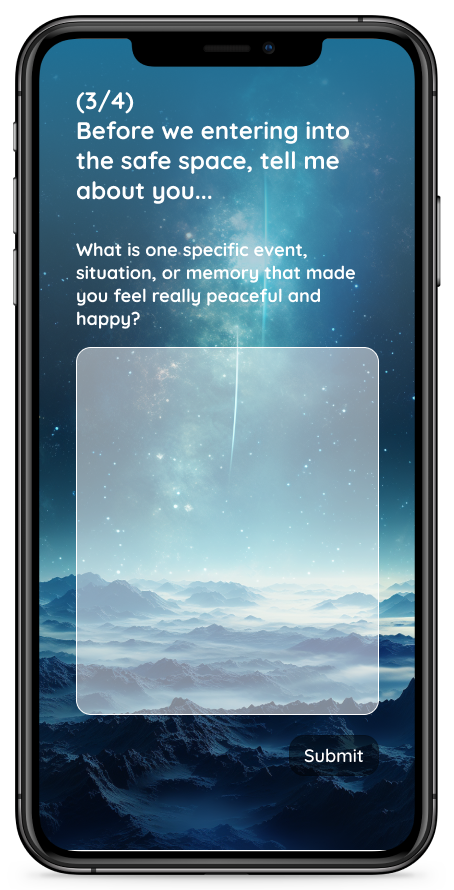 (3/4)
Before we entering into
the safe space, tell me
about you...
What is one specific event,
situation, or memory that made
you feel really peaceful and
happy?
Submit